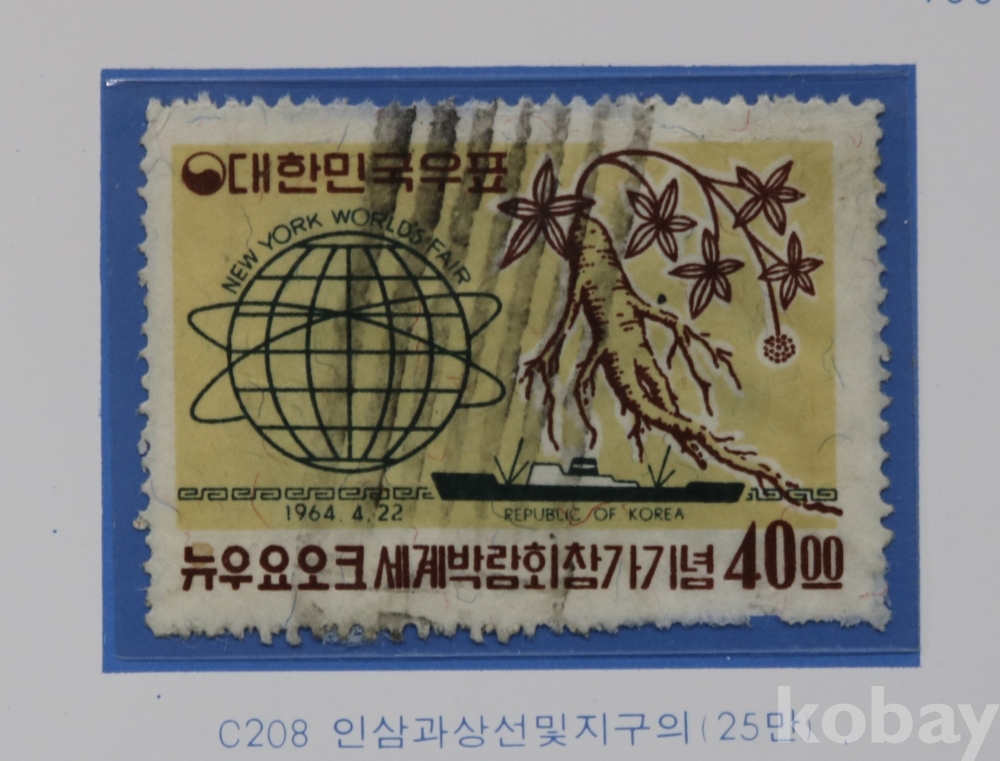 대한민국우표
NEW YORK WORLD'S FAIR
1964.4.22
REPUBLIC OF KOREA
뉴우요오크 세계박람회참가기념 4000
C208 인삼과상선및지구의(25만)
kobay